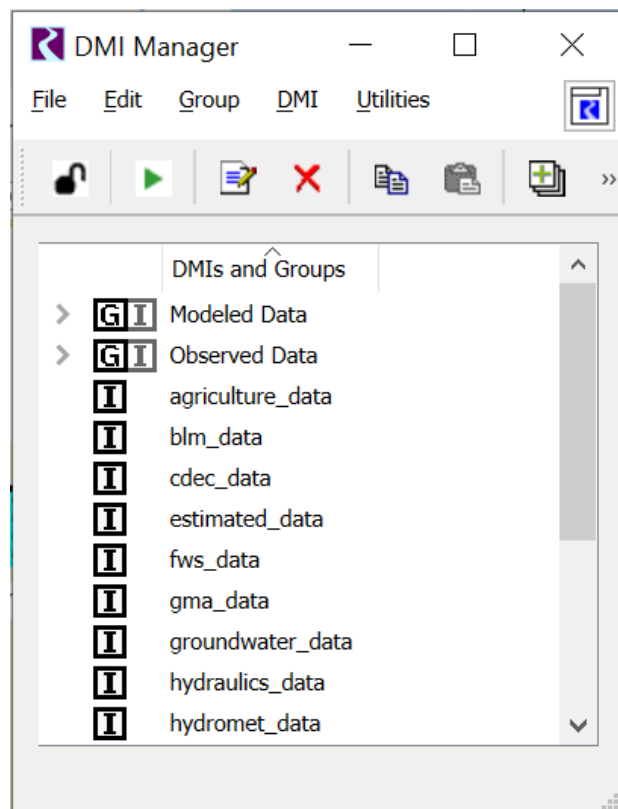 DMI Manager
File Edit Group DMI Utilities
»
DMIs and Groups
G I Modeled Data
G I Observed Data
I agriculture_data
I blm_data
I cdec_data
I estimated_data
I fws_data
I gma_data
I groundwater_data
I hydraulics_data
I hydromet_data